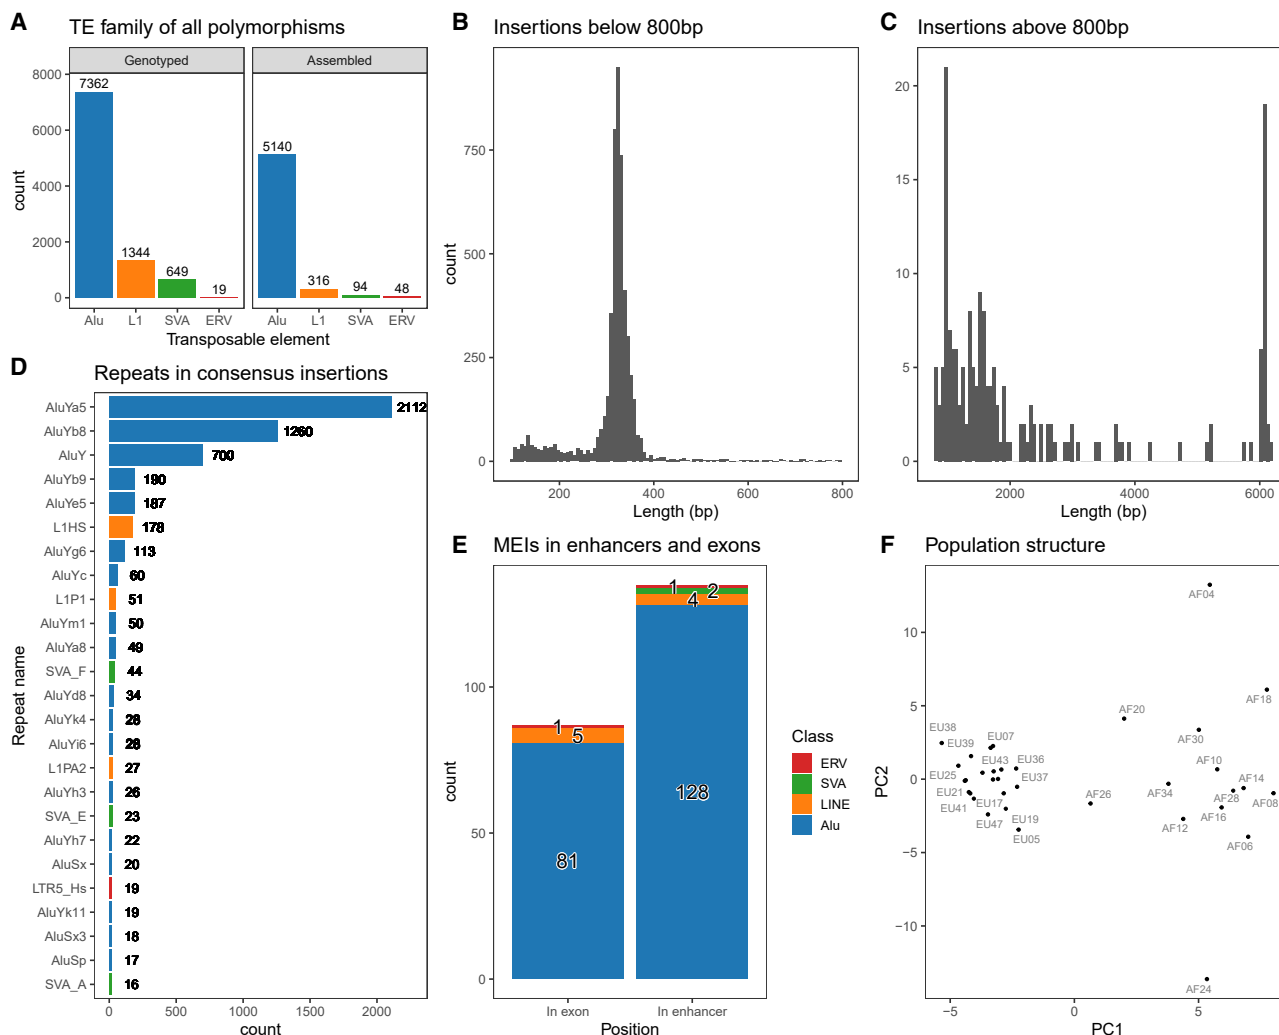 A TE family of all polymorphisms
Genotyped
Assembled
8000
6000
4000
2000
0
count
7362
1344
649
19
5140
316
94
48
Alu L1 SVA ERV
Alu L1 SVA ERV
Transposable element
B Insertions below 800bp
750
500
250
0
count
200 400 600 800
Length (bp)
C Insertions above 800bp
20
15
10
5
0
2000 4000 6000
Length (bp)
D Repeats in consensus insertions
Repeat name
AluYa5 2112
AluYb8 1260
AluY 700
AluYb9 190
AluYe5 187
L1HS 178
AluYg6 113
AluYc 60
L1P1 51
AluYm1 50
AluYa8 49
SVA_F 44
AluYd8 34
AluYk4 28
AluYi6 28
L1PA2 27
AluYh3 26
SVA_E 23
AluYh7 22
AluSx 20
LTR5_Hs 19
AluYk11 19
AluSx3 18
AluSp 17
SVA_A 16
0 500 1000 1500 2000
count
E MEIs in enhancers and exons
100
50
0
count
1
5
81
1
2
4
128
In exon In enhancer
Position
Class
ERV
SVA
LINE
Alu
F Population structure
10
5
0
−5
−10
PC2
AF04
AF18
AF20
AF30
EU38
EU07
EU39
EU43
EU36
AF10
EU25
EU37
AF14
EU21
AF26
AF34
AF28
AF08
EU41
EU17
AF16
EU47
EU19
AF12
EU05
AF06
AF24
−5 0 5
PC1